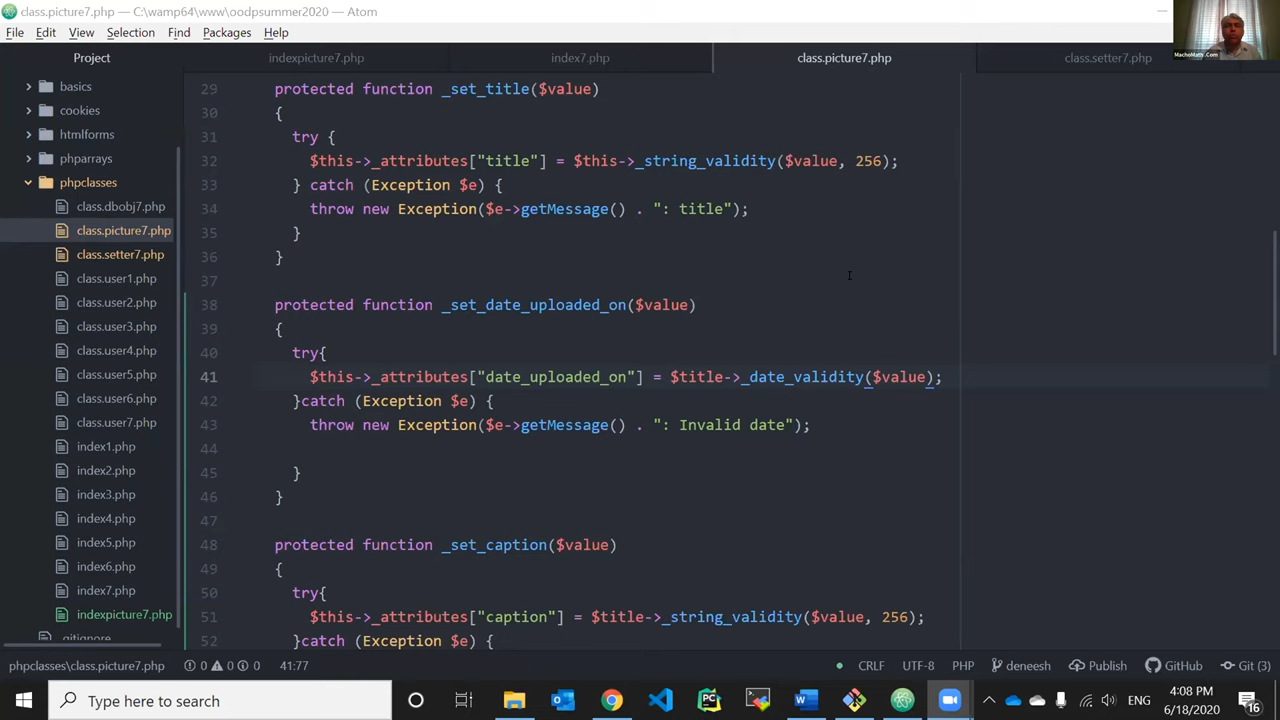 class.picture7.php — C:\wamp64\www\oodpsummer2020 — Atom
MachoMath.Com
File Edit View Selection Find Packages Help
Project
indexpicture7.php index7.php class.picture7.php class.setter7.php
basics
cookies
htmlforms
phparrays
phpclasses
class.dbobj7.php
class.picture7.php
class.setter7.php
class.user1.php
class.user2.php
class.user3.php
class.user4.php
class.user5.php
class.user6.php
class.user7.php
index1.php
index2.php
index3.php
index4.php
index5.php
index6.php
index7.php
indexpicture7.php
.gitignore
29 protected function _set_title($value)
30 {
31 try {
32 $this->_attributes["title"] = $this->_string_validity($value, 256);
33 } catch (Exception $e) {
34 throw new Exception($e->getMessage() . ": title");
35 }
36 }
37
38 protected function _set_date_uploaded_on($value)
39 {
40 try{
41 $this->_attributes["date_uploaded_on"] = $title->_date_validity($value);
42 }catch (Exception $e) {
43 throw new Exception($e->getMessage() . ": Invalid date");
44
45 }
46 }
47
48 protected function _set_caption($value)
49 {
50 try{
51 $this->_attributes["caption"] = $title->_string_validity($value, 256);
52 }catch (Exception $e) {
phpclasses\class.picture7.php 0 0 0 41:77 CRLF UTF-8 PHP deneesh Publish GitHub Git (3)
Type here to search
ENG
4:08 PM
6/18/2020
16